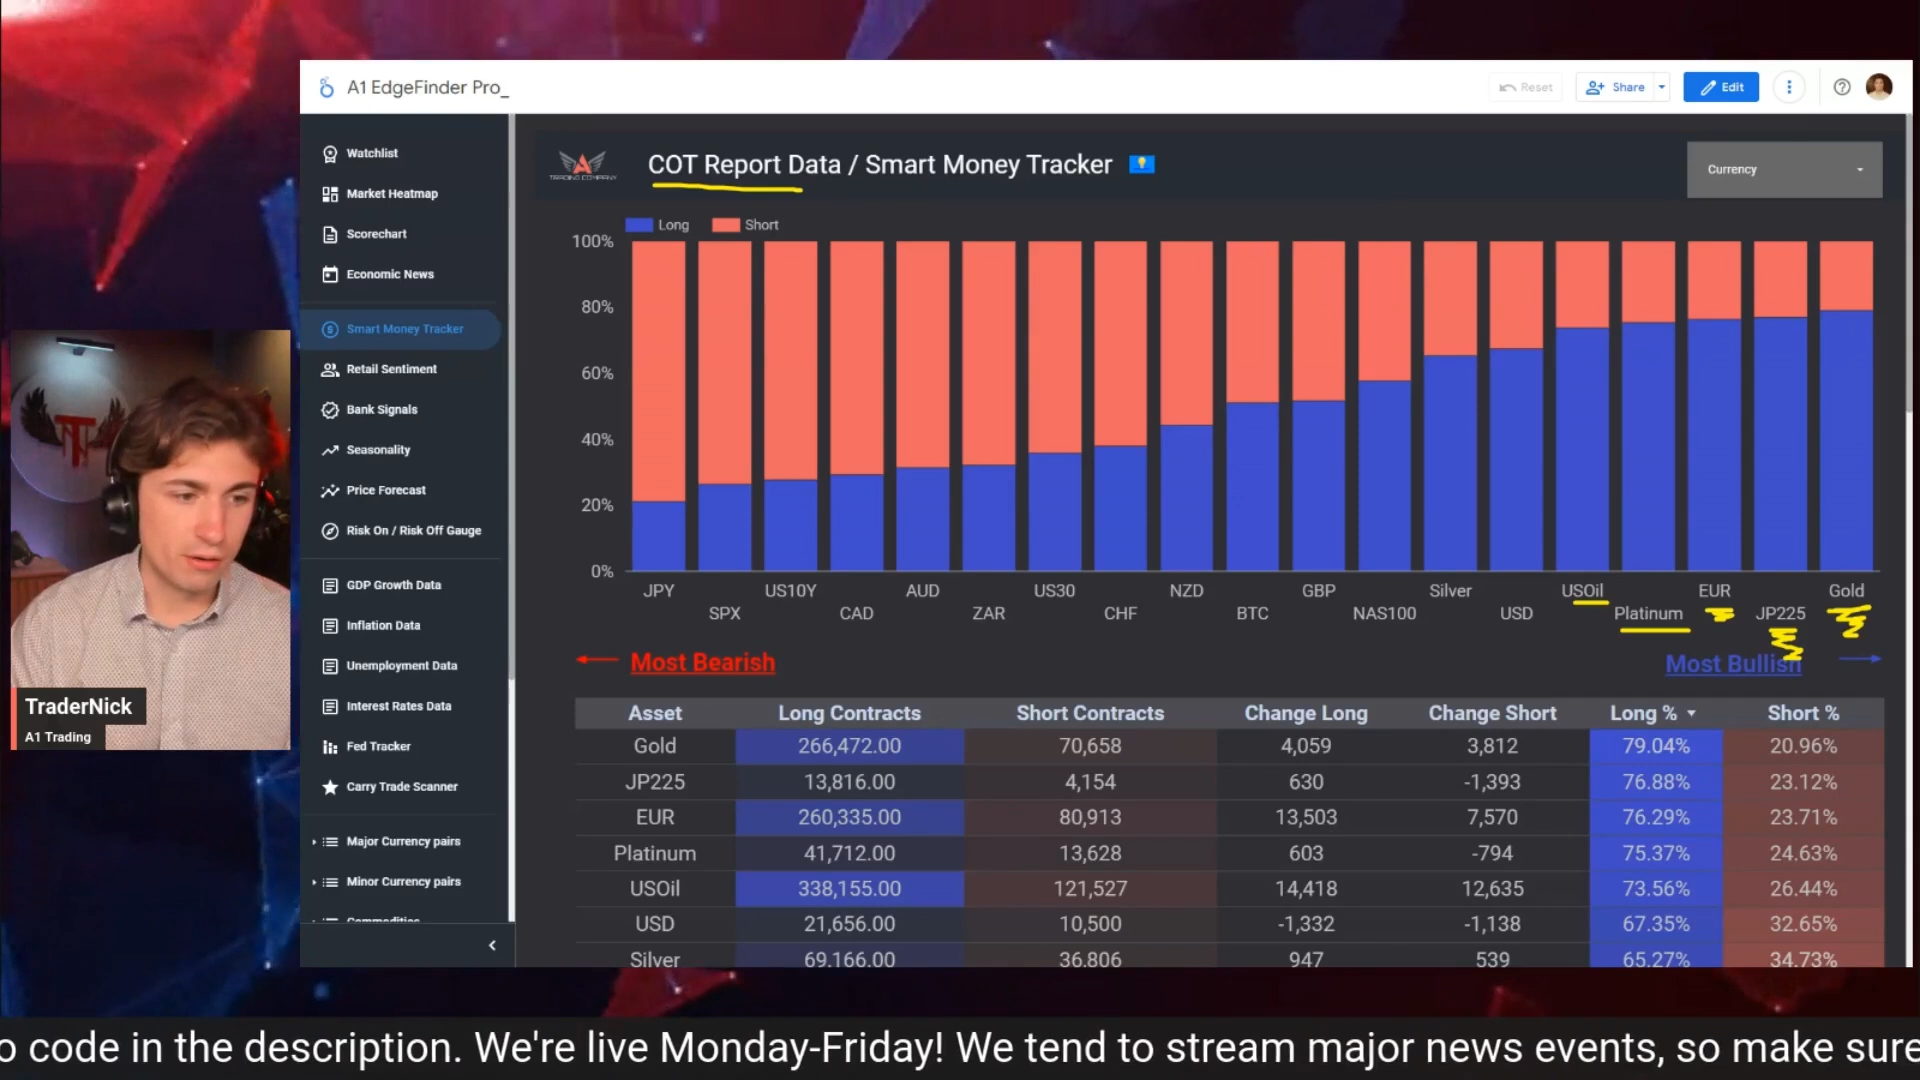 A1 EdgeFinder Pro_
Reset
Share
Edit
Watchlist
Market Heatmap
Scorechart
Economic News
Smart Money Tracker
Retail Sentiment
Bank Signals
Seasonality
Price Forecast
Risk On / Risk Off Gauge
GDP Growth Data
Inflation Data
Unemployment Data
Interest Rates Data
Fed Tracker
Carry Trade Scanner
Major Currency pairs
Minor Currency pairs
Commodities
TRADING COMPANY
COT Report Data / Smart Money Tracker
Currency
Long Short
100%
80%
60%
40%
20%
0%
JPY US10Y AUD US30 NZD GBP Silver USOil EUR Gold
SPX CAD ZAR CHF BTC NAS100 USD Platinum JP225
Most Bearish Most Bullish
Asset Long Contracts Short Contracts Change Long Change Short Long % Short %
Gold 266,472.00 70,658 4,059 3,812 79.04% 20.96%
JP225 13,816.00 4,154 630 -1,393 76.88% 23.12%
EUR 260,335.00 80,913 13,503 7,570 76.29% 23.71%
Platinum 41,712.00 13,628 603 -794 75.37% 24.63%
USOil 338,155.00 121,527 14,418 12,635 73.56% 26.44%
USD 21,656.00 10,500 -1,332 -1,138 67.35% 32.65%
Silver 69,166.00 36,806 947 539 65.27% 34.73%
TraderNick
A1 Trading
o code in the description. We're live Monday-Friday! We tend to stream major news events, so make sure